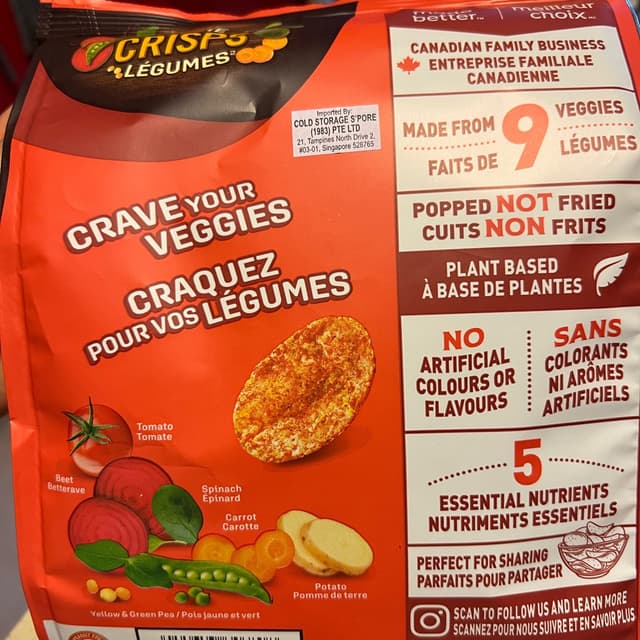 CRISPS
LÉGUMES
better.™
meilleur
choix.
CANADIAN FAMILY BUSINESS
ENTREPRISE FAMILIALE
CANADIENNE
Imported By:
COLD STORAGE S'PORE
(1983) PTE LTD
21, Tampines North Drive 2,
#03-01, Singapore 528765
MADE FROM 9 VEGGIES
FAITS DE LÉGUMES
CRAVE YOUR
VEGGIES
CRAQUEZ
POUR VOS LÉGUMES
POPPED NOT FRIED
CUITS NON FRITS
PLANT BASED
À BASE DE PLANTES
NO
ARTIFICIAL
COLOURS OR
FLAVOURS
SANS
COLORANTS
NI ARÔMES
ARTIFICIELS
5
ESSENTIAL NUTRIENTS
NUTRIMENTS ESSENTIELS
PERFECT FOR SHARING
PARFAITS POUR PARTAGER
SCAN TO FOLLOW US AND LEARN MORE
SCANNEZ POUR NOUS SUIVRE ET EN SAVOIR PLUS
Tomato
Tomate
Beet
Betterave
Spinach
Épinard
Carrot
Carotte
Potato
Pomme de terre
Yellow & Green Pea / Pois jaune et vert